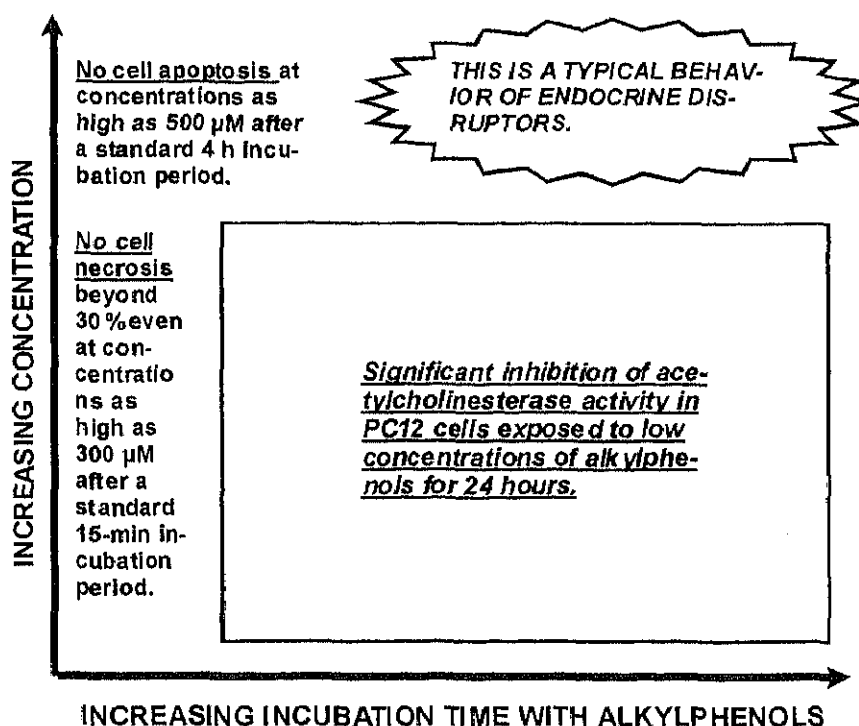 No cell apoptosis at
concentrations as
high as 500 µM after
a standard 4 h incu-
bation period.
THIS IS A TYPICAL BEHAV-
IOR OF ENDOCRINE DIS-
RUPTORS.
INCREASING CONCENTRATION
No cell
necrosis
beyond
30%even
at con-
centratio
ns as
high as
300 µM
after a
standard
15-min in-
cubation
period.
Significant inhibition of ace-
tylcholinesterase activity in
PC12 cells exposed to low
concentrations of alkylphe-
nols for 24 hours.
INCREASING INCUBATION TIME WITH ALKYLPHENOLS